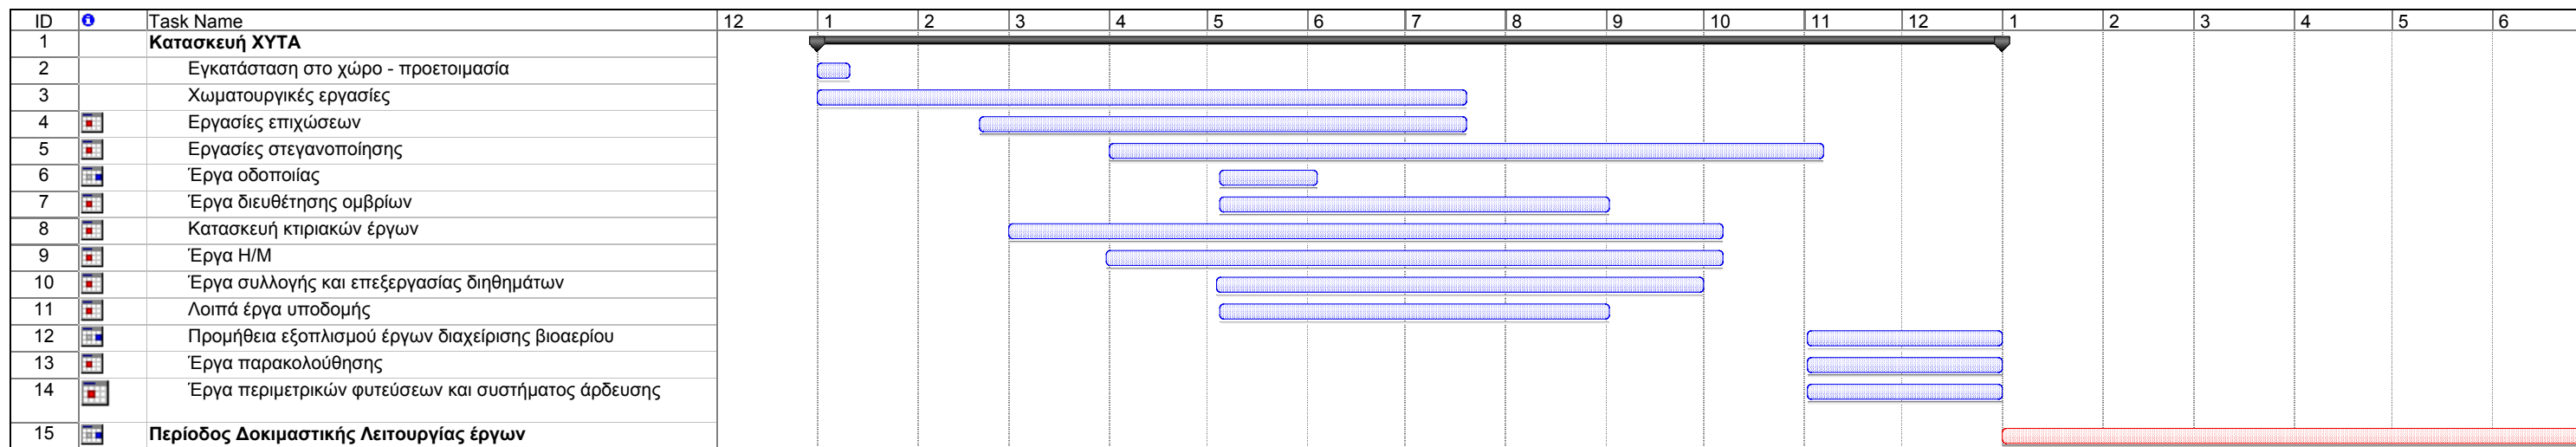 ID Task Name 12 1 2 3 4 5 6 7 8 9 10 11 12 1 2 3 4 5 6
1 Κατασκευή ΧΥΤΑ
2 Εγκατάσταση στο χώρο - προετοιμασία
3 Χωματουργικές εργασίες
4 Εργασίες επιχώσεων
5 Εργασίες στεγανοποίησης
6 Έργα οδοποιίας
7 Έργα διευθέτησης ομβρίων
8 Κατασκευή κτιριακών έργων
9 Έργα Η/Μ
10 Έργα συλλογής και επεξεργασίας διηθημάτων
11 Λοιπά έργα υποδομής
12 Προμήθεια εξοπλισμού έργων διαχείρισης βιοαερίου
13 Έργα παρακολούθησης
14 Έργα περιμετρικών φυτεύσεων και συστήματος άρδευσης
15 Περίοδος Δοκιμαστικής Λειτουργίας έργων